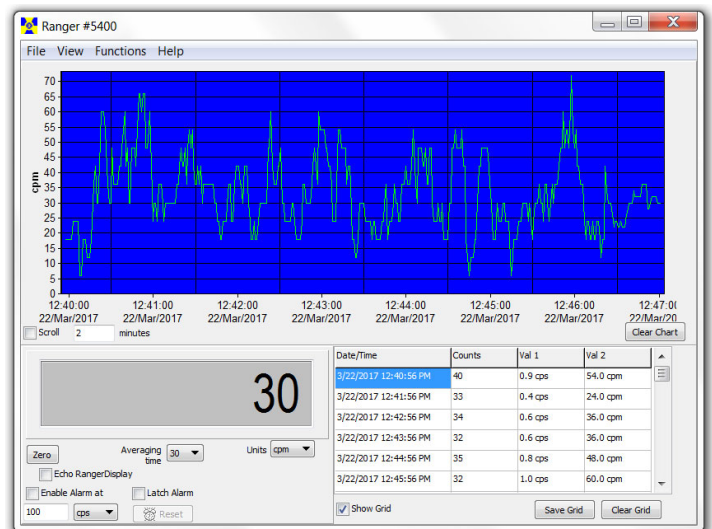 Ranger #5400
File View Functions Help
70
65
60
55
50
45
40
35
30
25
20
15
10
5
0
cpm
12:40:00 12:41:00 12:42:00 12:43:00 12:44:00 12:45:00 12:46:00 12:47:0(
22/Mar/2017 22/Mar/2017 22/Mar/2017 22/Mar/2017 22/Mar/2017 22/Mar/2017 22/Mar/2017 22/Mar/20
Scroll 2 minutes Clear Chart
30
Zero Averaging time 30 Units cpm
Echo RangerDisplay
Enable Alarm at Latch Alarm
100 cps Reset
Date/Time Counts Val 1 Val 2
3/22/2017 12:40:56 PM 40 0.9 cps 54.0 cpm
3/22/2017 12:41:56 PM 33 0.4 cps 24.0 cpm
3/22/2017 12:42:56 PM 34 0.6 cps 36.0 cpm
3/22/2017 12:43:56 PM 32 0.6 cps 36.0 cpm
3/22/2017 12:44:56 PM 35 0.8 cps 48.0 cpm
3/22/2017 12:45:56 PM 32 1.0 cps 60.0 cpm
Show Grid Save Grid Clear Grid